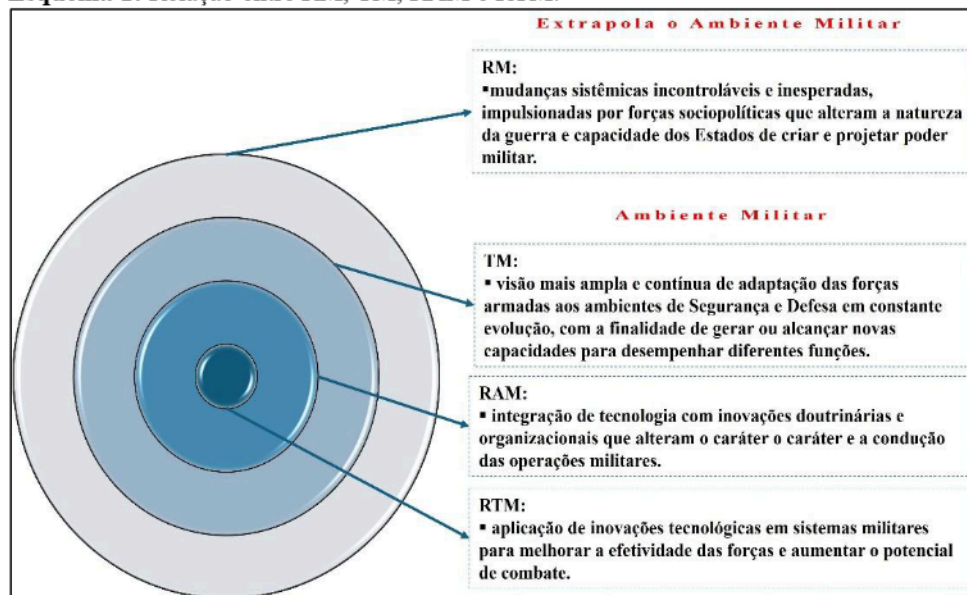 Extrapola o Ambiente Militar
RM:
▪mudanças sistêmicas incontroláveis e inesperadas,
impulsionadas por forças sociopolíticas que alteram a natureza
da guerra e capacidade dos Estados de criar e projetar poder
militar.
Ambiente Militar
TM:
▪ visão mais ampla e contínua de adaptação das forças
armadas aos ambientes de Segurança e Defesa em constante
evolução, com a finalidade de gerar ou alcançar novas
capacidades para desempenhar diferentes funções.
RAM:
▪ integração de tecnologia com inovações doutrinárias e
organizacionais que alteram o caráter o caráter e a condução
das operações militares.
RTM:
▪ aplicação de inovações tecnológicas em sistemas militares
para melhorar a efetividade das forças e aumentar o potencial
de combate.